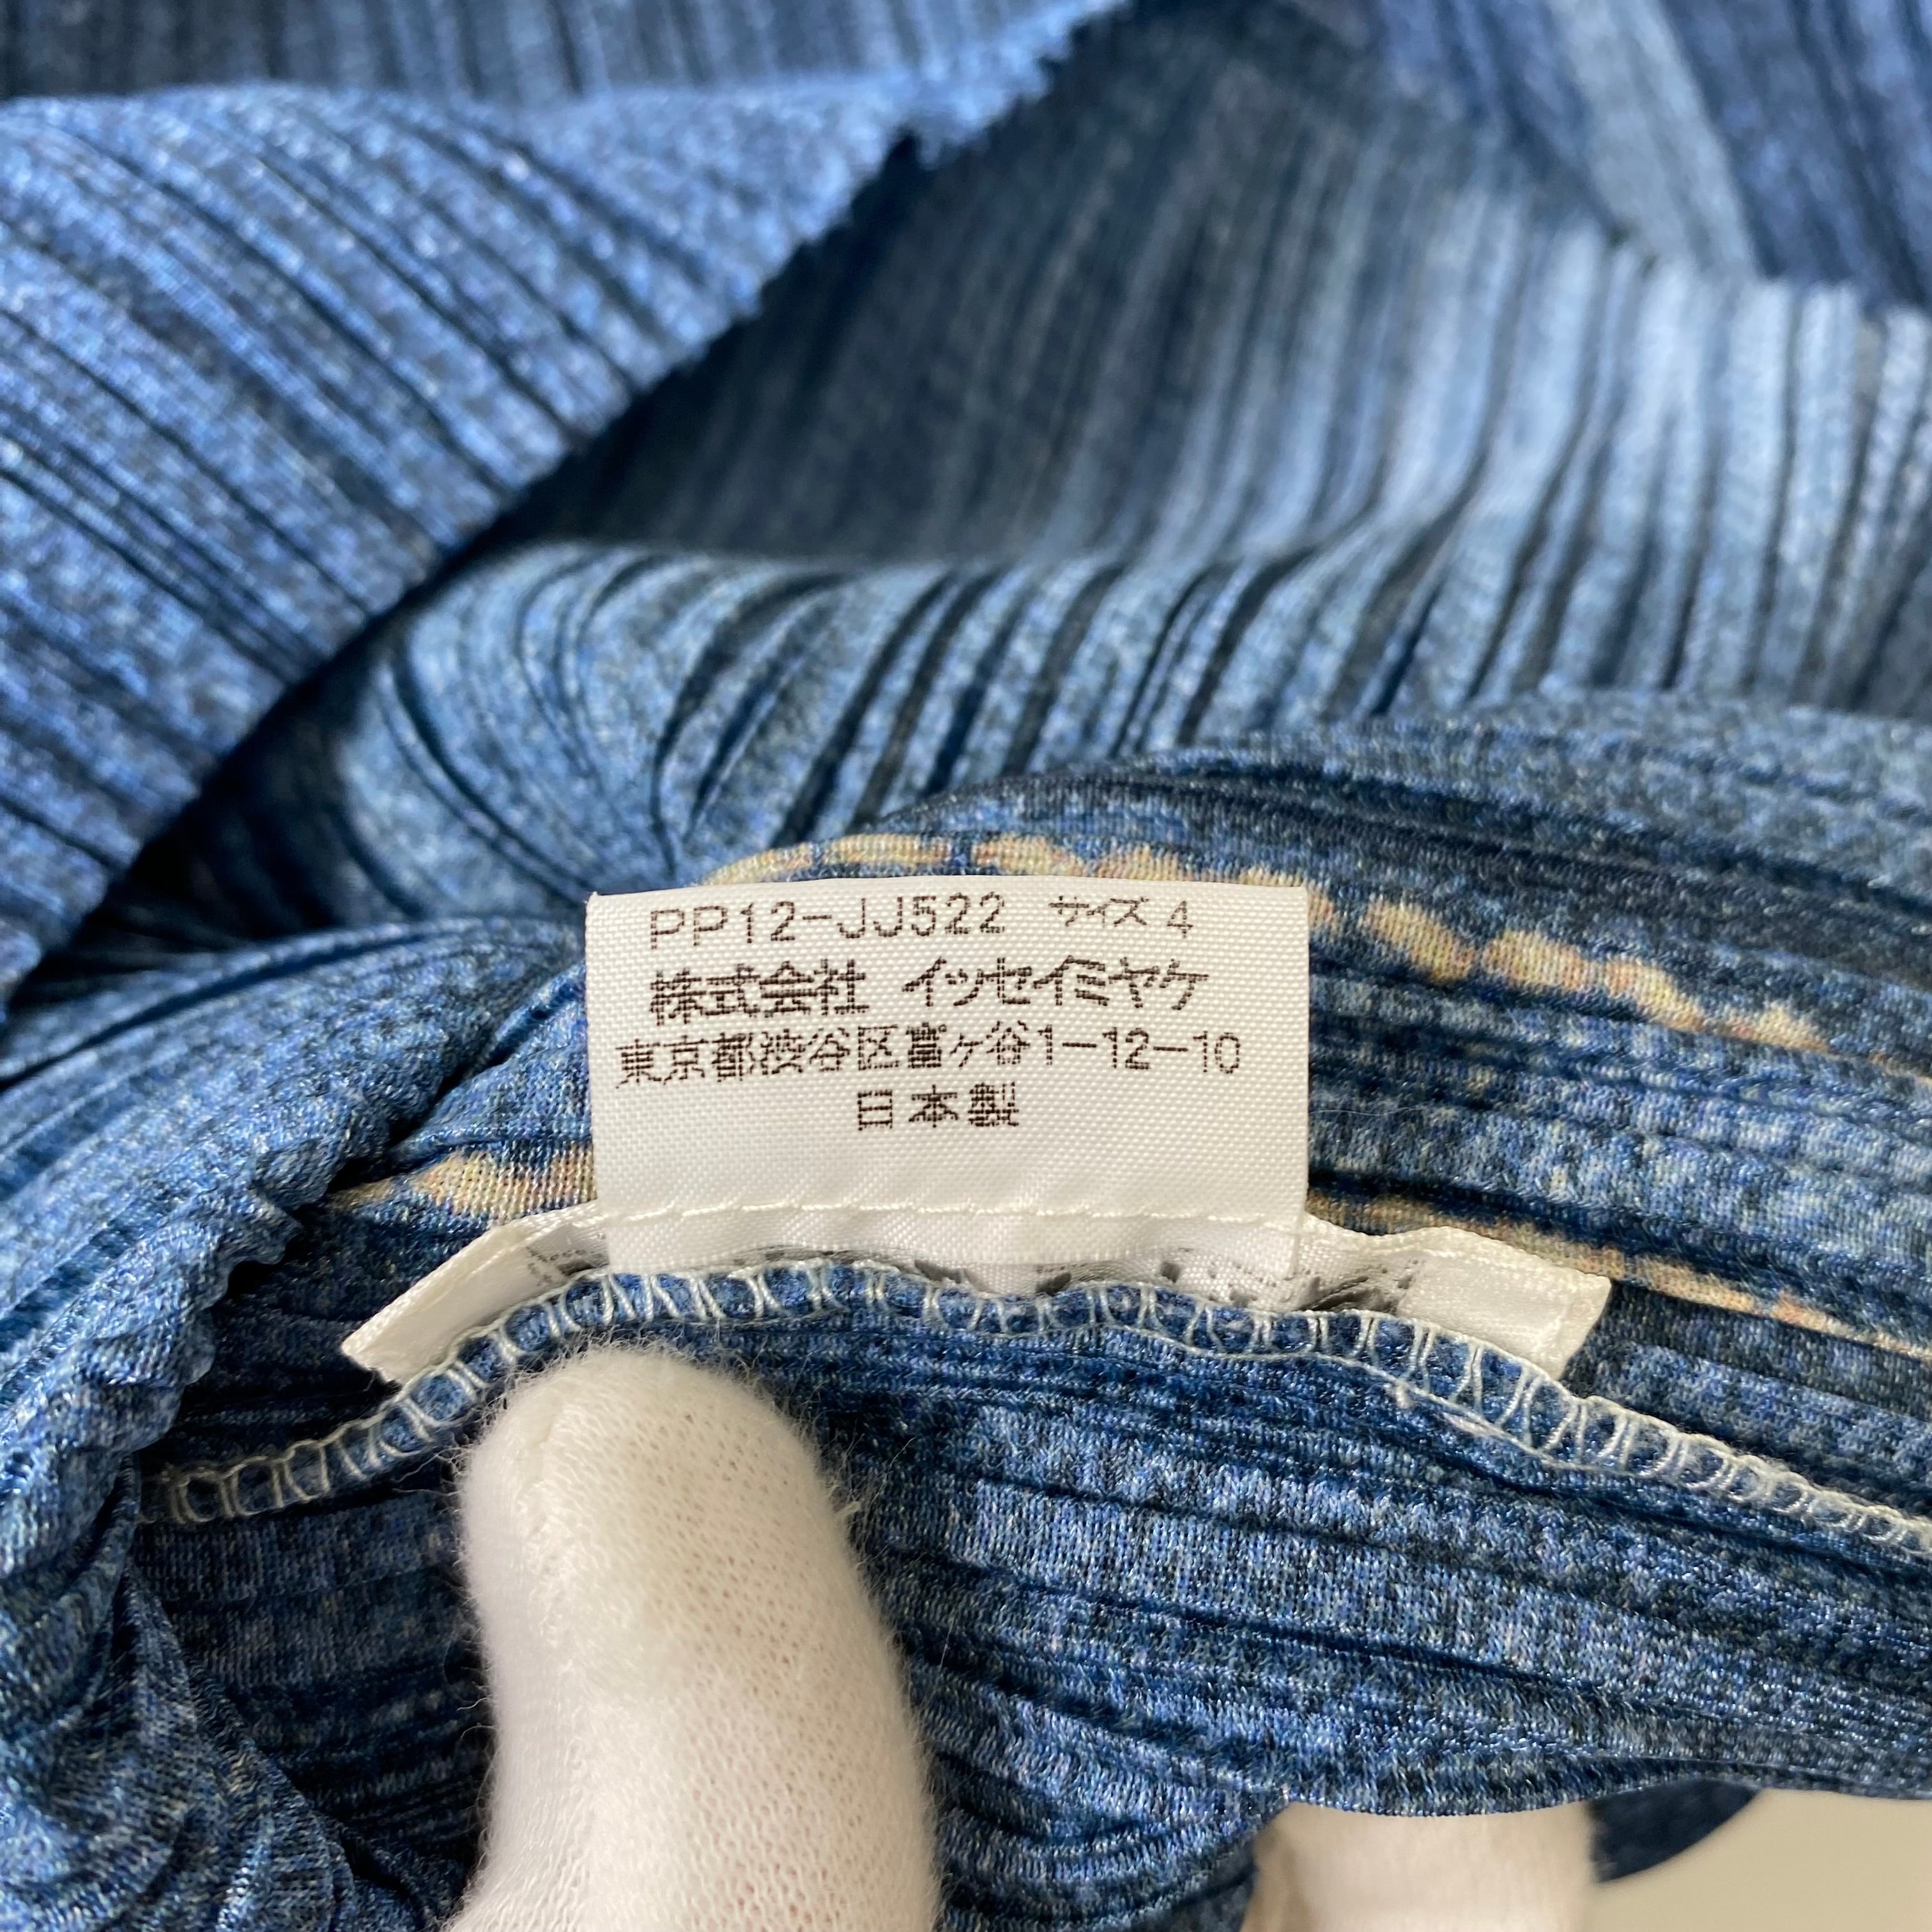 PP12-JJ522 サイズ 4
株式会社 イッセイミヤケ
東京都渋谷区富ヶ谷1-12-10
日本製